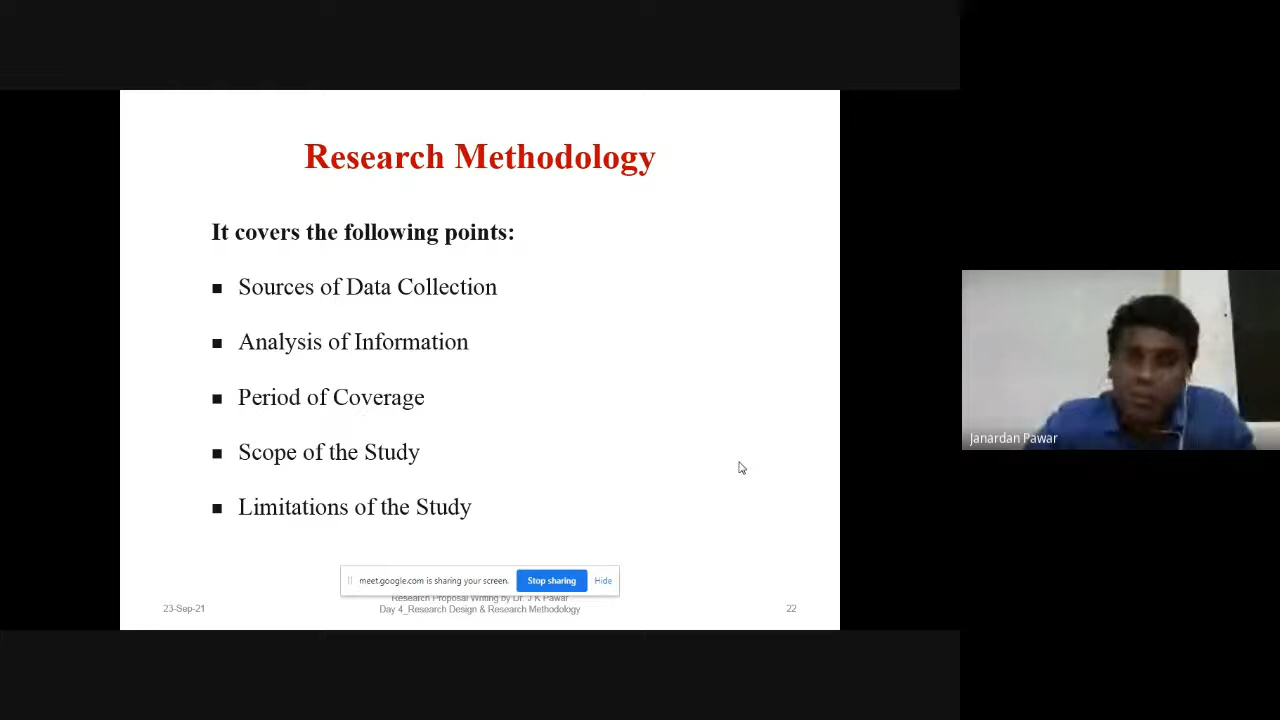 Research Methodology
It covers the following points:
Sources of Data Collection
Analysis of Information
Period of Coverage
Scope of the Study
Limitations of the Study
meet.google.com is sharing your screen.
Stop sharing
Hide
Research Proposal Writing by Dr. J K Pawar
23-Sep-21
Day 4_Research Design & Research Methodology
22
Janardan Pawar